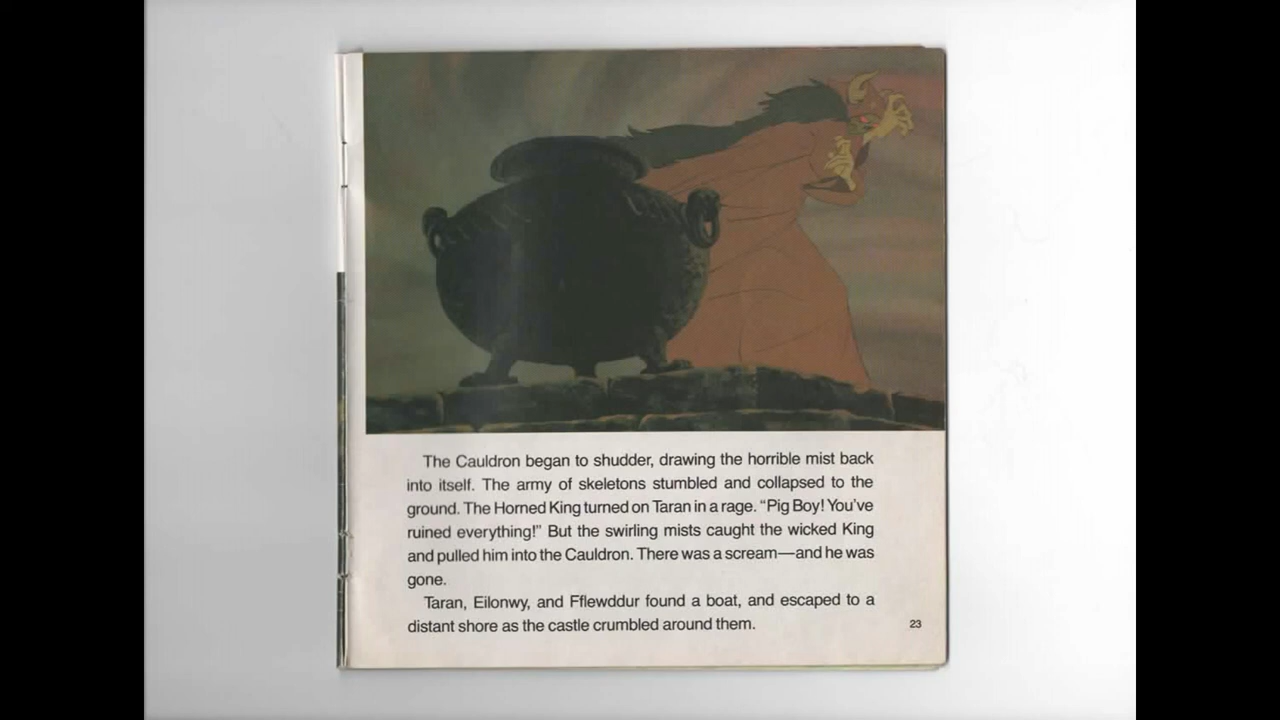 The Cauldron began to shudder, drawing the horrible mist back
into itself. The army of skeletons stumbled and collapsed to the
ground. The Horned King turned on Taran in a rage. “Pig Boy! You’ve
ruined everything!” But the swirling mists caught the wicked King
and pulled him into the Cauldron. There was a scream—and he was
gone.
Taran, Eilonwy, and Fflewddur found a boat, and escaped to a
distant shore as the castle crumbled around them.
23